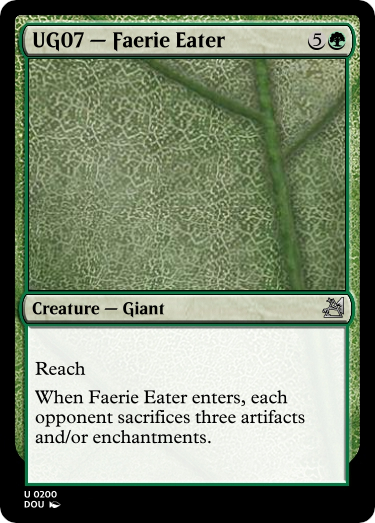 UG07 — Faerie Eater 5
Creature — Giant
Reach
When Faerie Eater enters, each
opponent sacrifices three artifacts
and/or enchantments.
U 0200
DOU